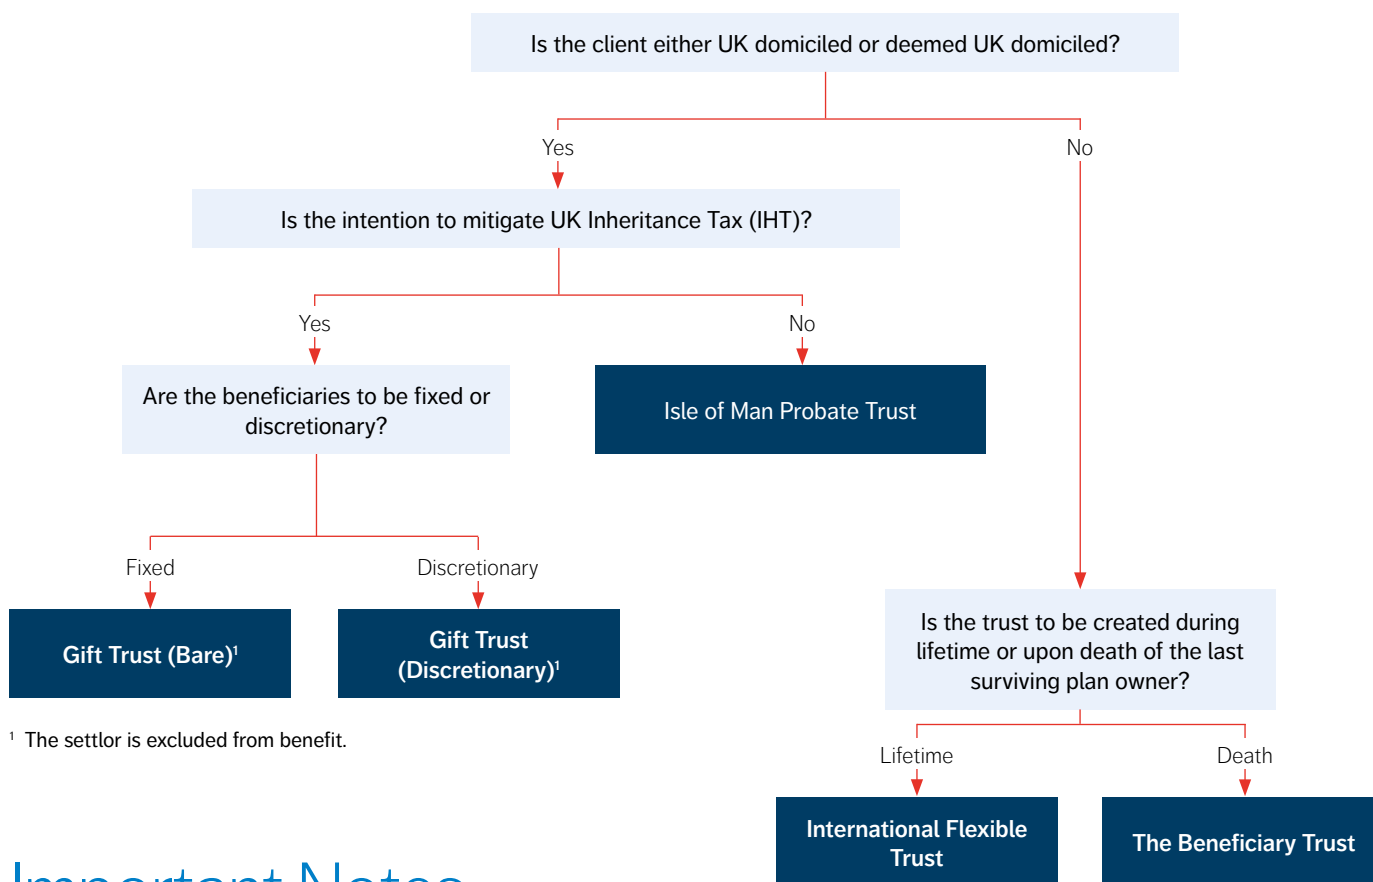 Is the client either UK domiciled or deemed UK domiciled?
Yes
No
Is the intention to mitigate UK Inheritance Tax (IHT)?
Yes
No
Are the beneficiaries to be fixed or
discretionary?
Isle of Man Probate Trust
Fixed
Discretionary
Gift Trust (Bare)¹
Gift Trust
(Discretionary)¹
Is the trust to be created during
lifetime or upon death of the last
surviving plan owner?
¹ The settlor is excluded from benefit.
Lifetime
Death
International Flexible
Trust
The Beneficiary Trust
Important Notes